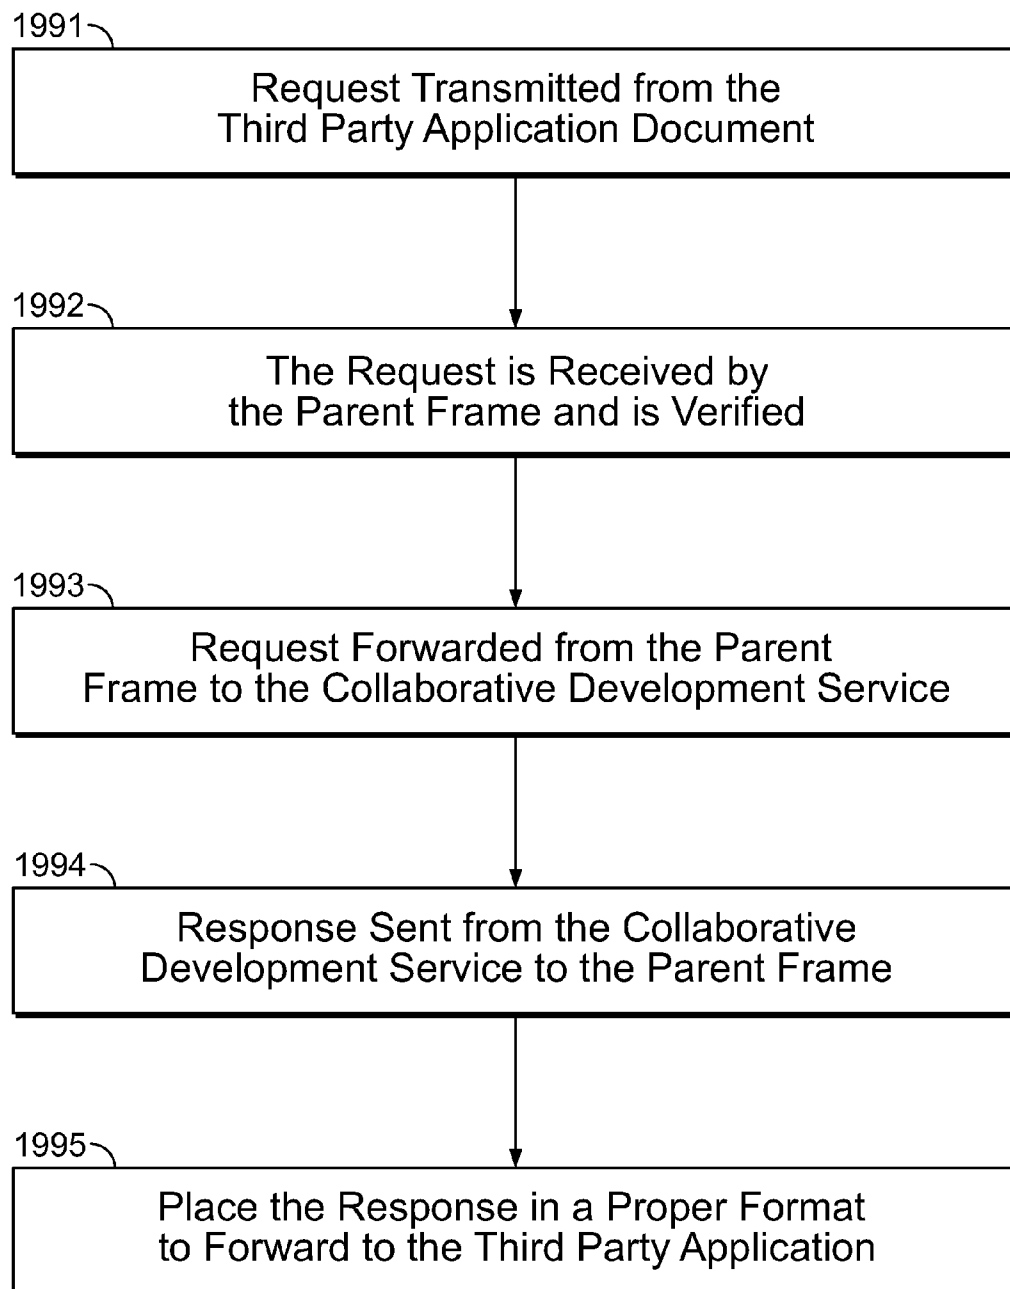 1991
Request Transmitted from the
Third Party Application Document
1992
The Request is Received by
the Parent Frame and is Verified
1993
Request Forwarded from the Parent
Frame to the Collaborative Development Service
1994
Response Sent from the Collaborative
Development Service to the Parent Frame
1995
Place the Response in a Proper Format
to Forward to the Third Party Application